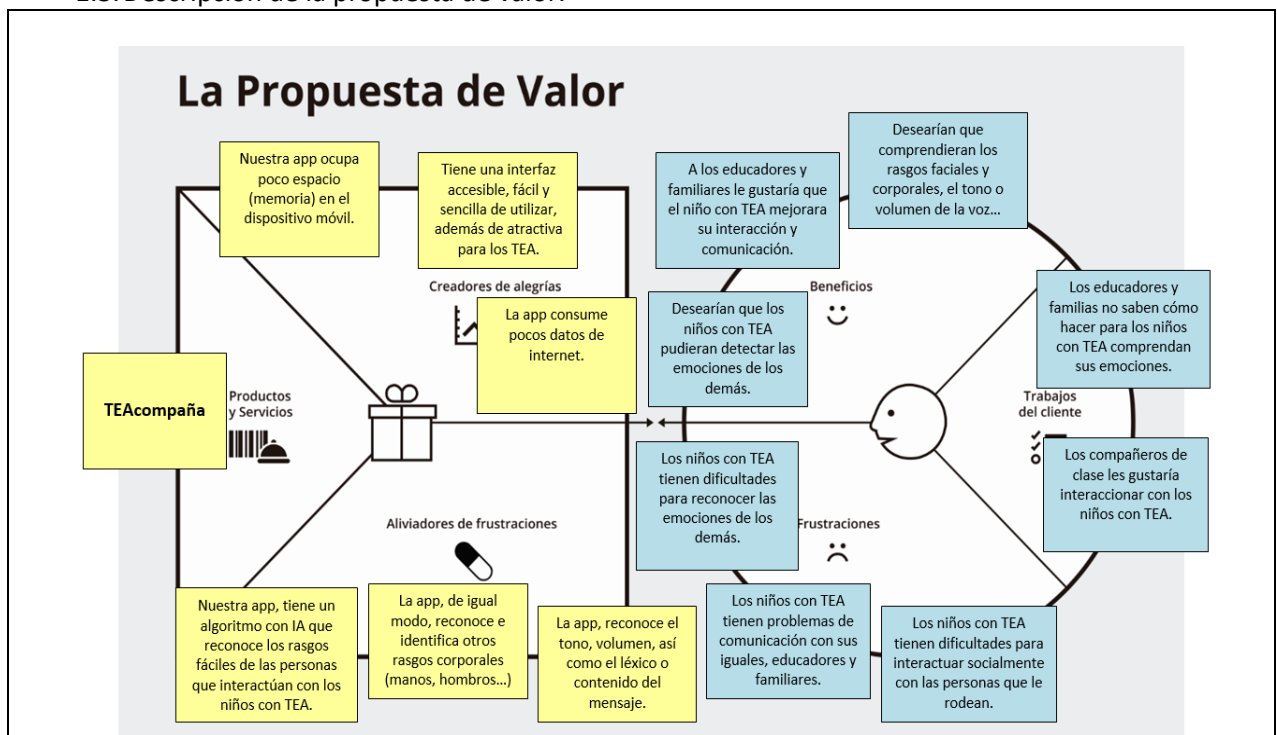 1.3. Descripción de la propuesta de valor.
La Propuesta de Valor
Nuestra app ocupa
poco espacio
(memoria) en el
dispositivo móvil.
Tiene una interfaz
accesible, fácil y
sencilla de utilizar,
además de atractiva
para los TEA.
Creadores de alegrías
La app consume
pocos datos de
internet.
TEAcompaña
Productos
y Servicios
Aliviadores de frustraciones
Nuestra app, tiene un
algoritmo con IA que
reconoce los rasgos
fáciles de las personas
que interactúan con los
niños con TEA.
La app, de igual
modo, reconoce e
identifica otros
rasgos corporales
(manos, hombros…)
La app, reconoce el
tono, volumen, así
como el léxico o
contenido del
mensaje.
A los educadores y
familiares le gustaría que
el niño con TEA mejorara
su interacción y
comunicación.
Desearían que
comprendieran los
rasgos faciales y
corporales, el tono o
volumen de la voz…
Beneficios
Desearían que los
niños con TEA
pudieran detectar las
emociones de los
demás.
Los educadores y
familias no saben cómo
hacer para los niños
con TEA comprendan
sus emociones.
Trabajos
del cliente
Los compañeros de
clase les gustaría
interaccionar con los
niños con TEA.
Los niños con TEA
tienen dificultades
para reconocer las
emociones de los
demás.
Frustraciones
Los niños con TEA
tienen problemas de
comunicación con sus
iguales, educadores y
familiares.
Los niños con TEA
tienen dificultades para
interactuar socialmente
con las personas que le
rodean.